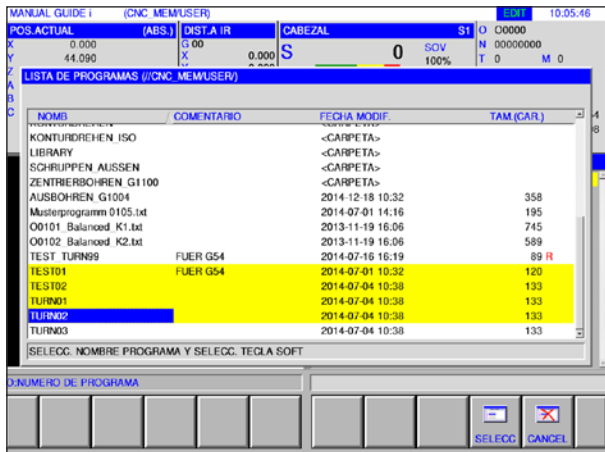 MANUAL GUIDE i (CNC_MEM/USER) EDIT 10:05:46
POS.ACTUAL (ABS.) DIST.A IR CABEZAL S1 O O0000
X 0.000 G 00 N 00000000
Y 44.090 X 0.000 S 0 SOV 100% T 0 M 0
Z LISTA DE PROGRAMAS (//CNC_MEM/USER/)
A
B
C
NOMB COMENTARIO FECHA MODIF. TAM.(CAR.)
KONTURDREHEN_ISO <CARPETA>
LIBRARY <CARPETA>
SCHRUPPEN_AUSSEN <CARPETA>
ZENTRIERBOHREN_G1100 <CARPETA>
AUSBOHREN_G1004 2014-12-18 10:32 358
Musterprogramm 0105.txt 2014-07-01 14:16 195
O0101_Balanced_K1.txt 2013-11-19 16:06 745
O0102_Balanced_K2.txt 2013-11-19 16:06 589
TEST_TURN99 FUER G54 2014-07-16 16:19 89 R
TEST01 FUER G54 2014-07-01 10:32 120
TEST02 2014-07-04 10:38 133
TURN01 2014-07-04 10:38 133
TURN02 2014-07-04 10:38 133
TURN03 2014-07-04 10:38 133
SELECC. NOMBRE PROGRAMA Y SELECC. TECLA SOFT
O:NUMERO DE PROGRAMA
SELECC CANCEL